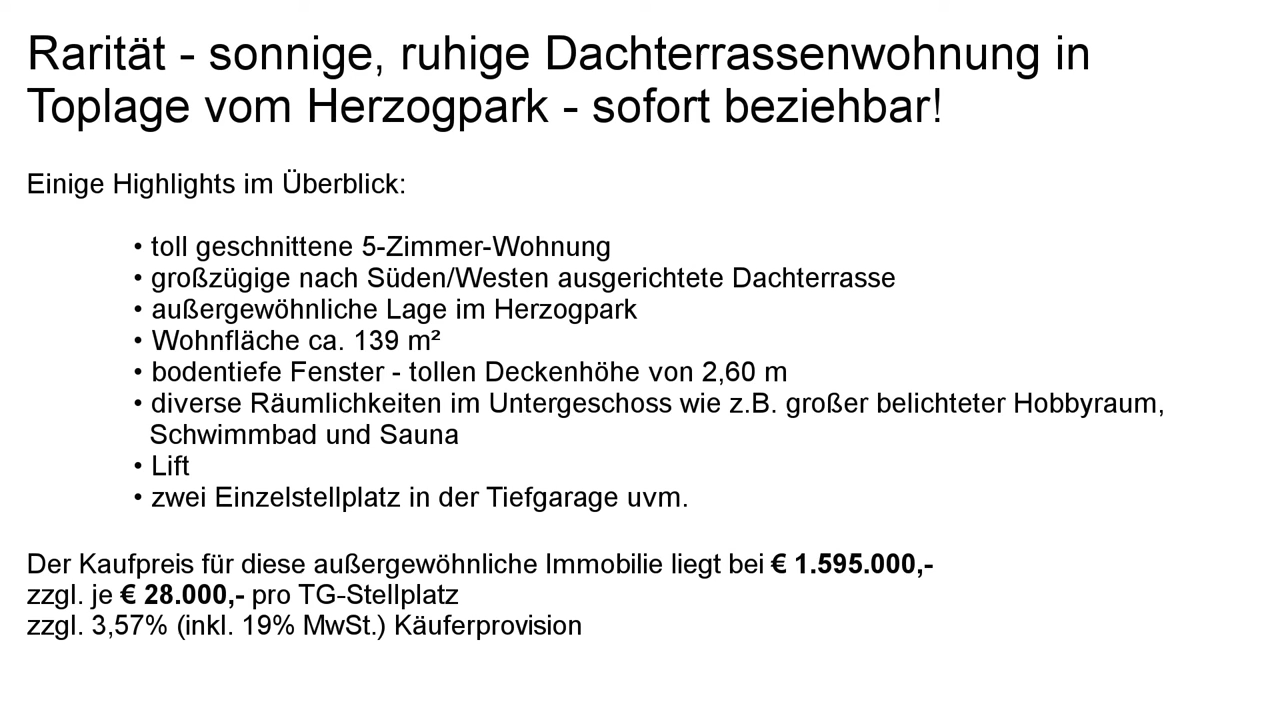 Rarität - sonnige, ruhige Dachterrassenwohnung in
Toplage vom Herzogpark - sofort beziehbar!
Einige Highlights im Überblick:
• toll geschnittene 5-Zimmer-Wohnung
• großzügige nach Süden/Westen ausgerichtete Dachterrasse
• außergewöhnliche Lage im Herzogpark
• Wohnfläche ca. 139 m²
• bodentiefe Fenster - tollen Deckenhöhe von 2,60 m
• diverse Räumlichkeiten im Untergeschoss wie z.B. großer belichteter Hobbyraum,
Schwimmbad und Sauna
• Lift
• zwei Einzelstellplatz in der Tiefgarage uvm.
Der Kaufpreis für diese außergewöhnliche Immobilie liegt bei € 1.595.000,-
zzgl. je € 28.000,- pro TG-Stellplatz
zzgl. 3,57% (inkl. 19% MwSt.) Käuferprovision